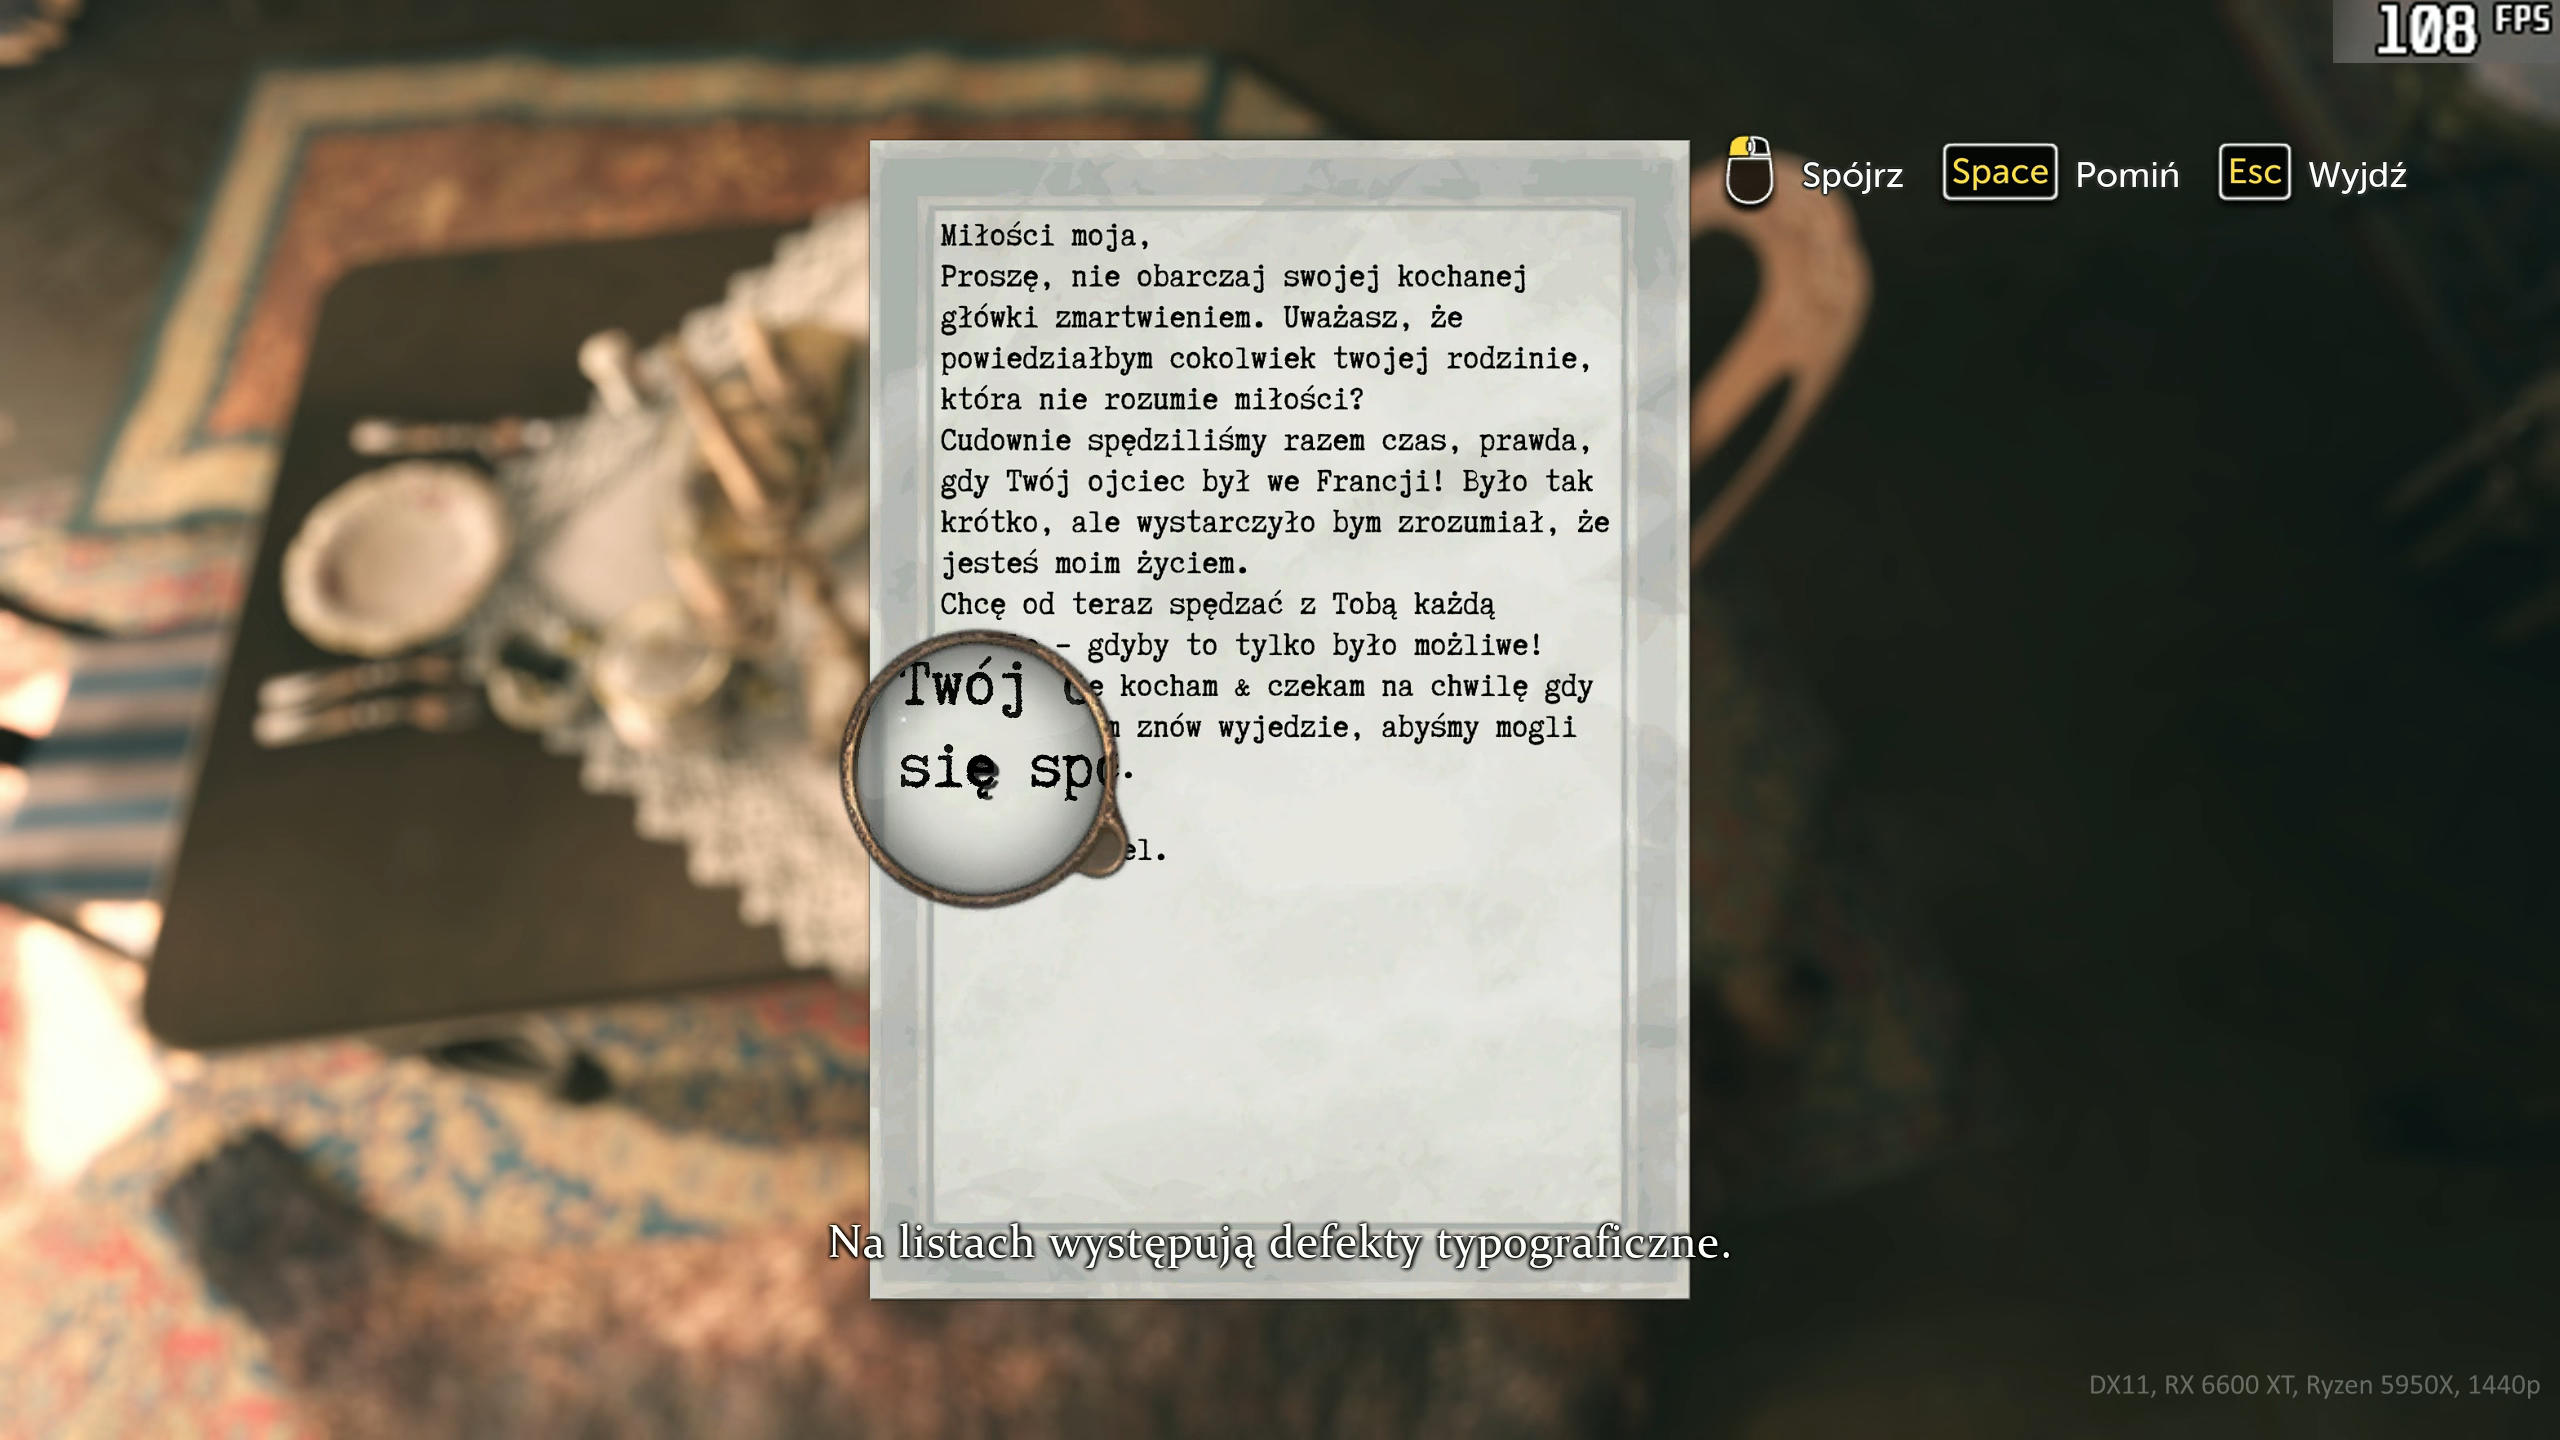 108 FPS
Spójrz Space Pomiń Esc Wyjdź
Miłości moja,
Proszę, nie obarczaj swojej kochanej
główki zmartwieniem. Uważasz, że
powiedziałbym cokolwiek twojej rodzinie,
która nie rozumie miłości?
Cudownie spędziliśmy razem czas, prawda,
gdy Twój ojciec był we Francji! Było tak
krótko, ale wystarczyło bym zrozumiał, że
jesteś moim życiem.
Chcę od teraz spędzać z Tobą każdą
– gdyby to tylko było możliwe!
kocham & czekam na chwilę gdy
Twój
znów wyjedzie, abyśmy mogli
się
Na listach występują defekty typograficzne.
DX11, RX 6600 XT, Ryzen 5950X, 1440p